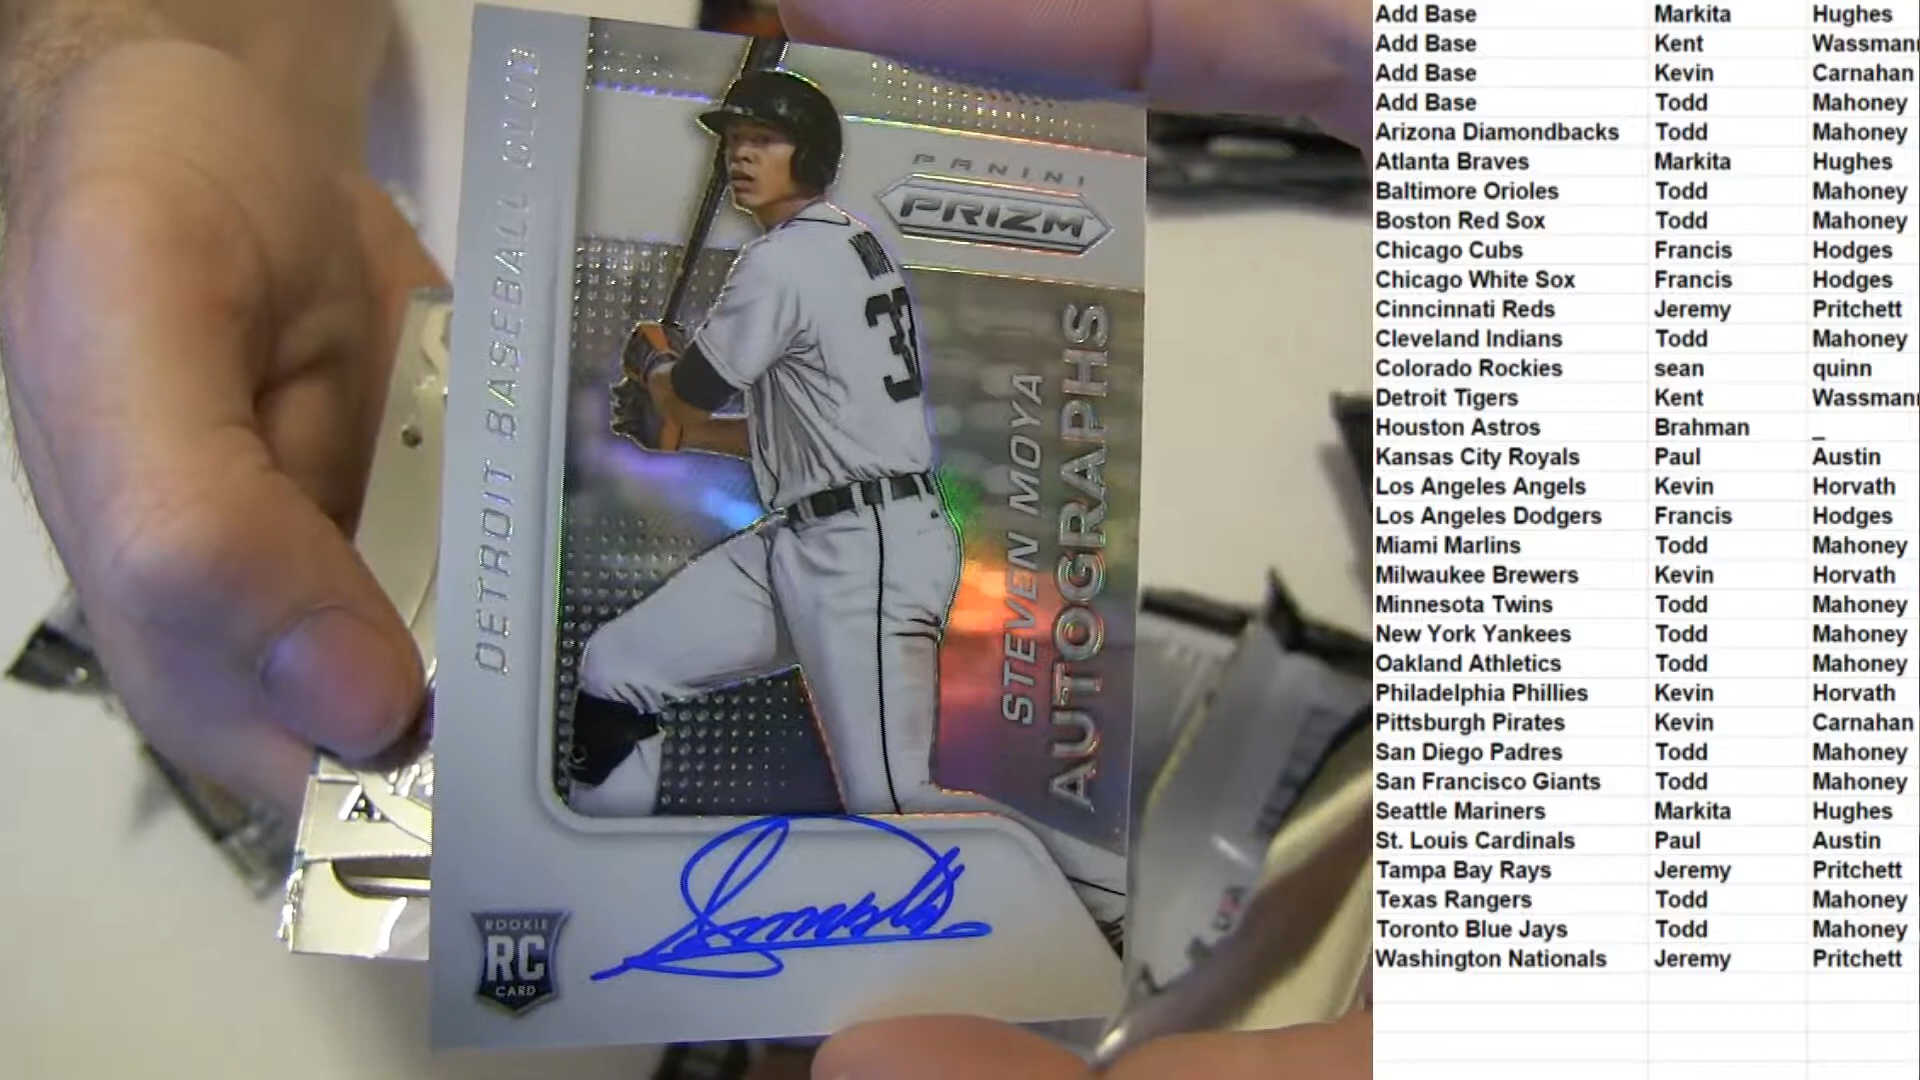 DETROIT BASEBALL CLUB
PANINI
PRIZM
33
STEVEN MOYA
AUTOGRAPHS
ROOKIE
RC
CARD
USA
Add Base Markita Hughes
Add Base Kent Wassmann
Add Base Kevin Carnahan
Add Base Todd Mahoney
Arizona Diamondbacks Todd Mahoney
Atlanta Braves Markita Hughes
Baltimore Orioles Todd Mahoney
Boston Red Sox Todd Mahoney
Chicago Cubs Francis Hodges
Chicago White Sox Francis Hodges
Cinncinnati Reds Jeremy Pritchett
Cleveland Indians Todd Mahoney
Colorado Rockies sean quinn
Detroit Tigers Kent Wassmann
Houston Astros Brahman _
Kansas City Royals Paul Austin
Los Angeles Angels Kevin Horvath
Los Angeles Dodgers Francis Hodges
Miami Marlins Todd Mahoney
Milwaukee Brewers Kevin Horvath
Minnesota Twins Todd Mahoney
New York Yankees Todd Mahoney
Oakland Athletics Todd Mahoney
Philadelphia Phillies Kevin Horvath
Pittsburgh Pirates Kevin Carnahan
San Diego Padres Todd Mahoney
San Francisco Giants Todd Mahoney
Seattle Mariners Markita Hughes
St. Louis Cardinals Paul Austin
Tampa Bay Rays Jeremy Pritchett
Texas Rangers Todd Mahoney
Toronto Blue Jays Todd Mahoney
Washington Nationals Jeremy Pritchett